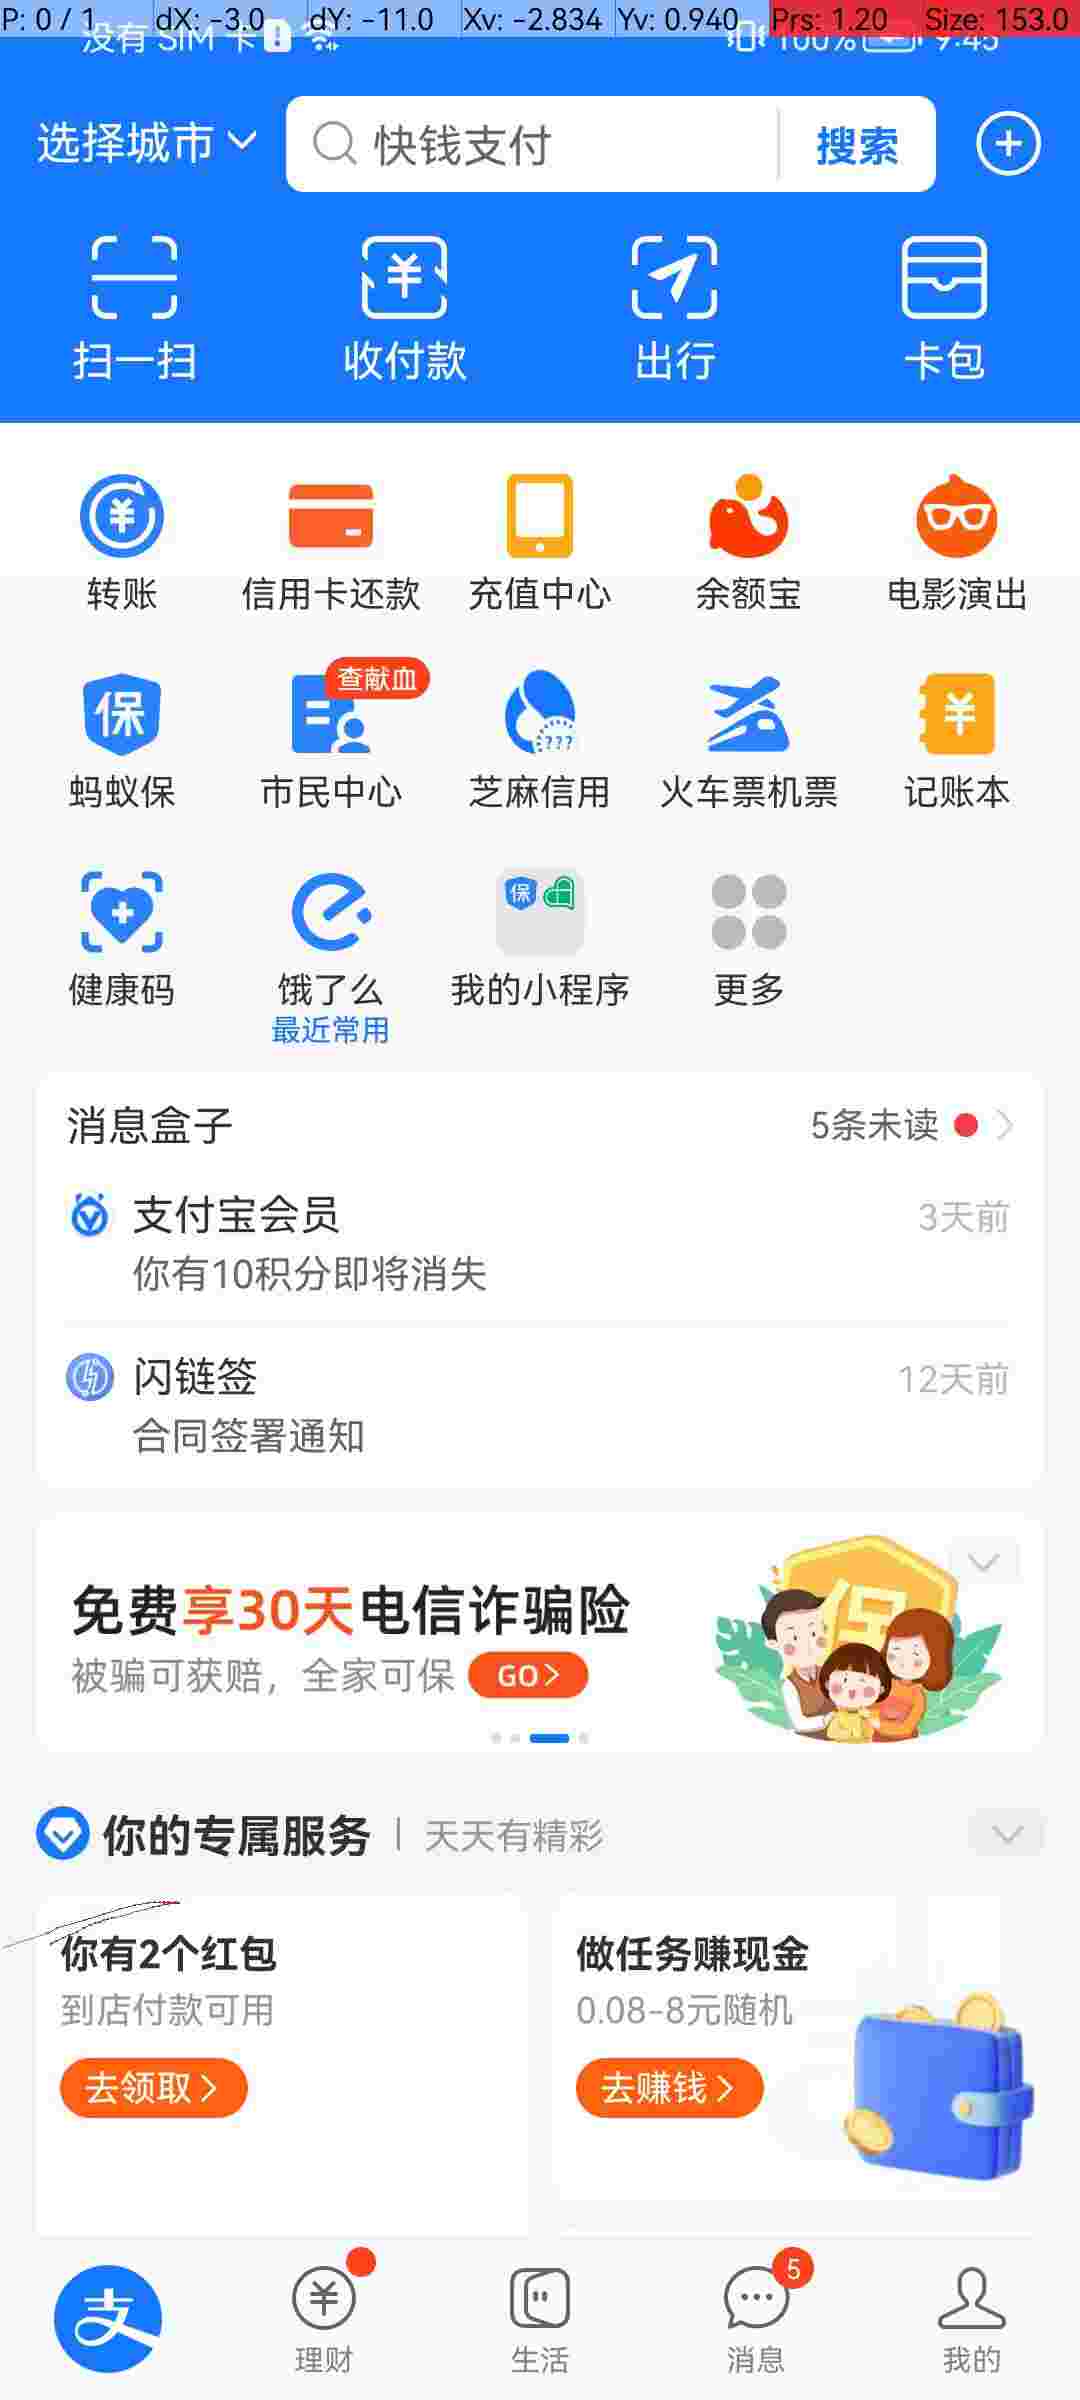 P: 0 / 1 dX: -3.0 dY: -11.0 Xv: -2.834 Yv: 0.940 Prs: 1.20 Size: 153.0
没有 SIM 卡 100% 9:45
选择城市 快钱支付 搜索
扫一扫 收付款 出行 卡包
转账 信用卡还款 充值中心 余额宝 电影演出
保 查献血 ???
蚂蚁保 市民中心 芝麻信用 火车票机票 记账本
保
健康码 饿了么 我的小程序 更多
最近常用
消息盒子 5条未读
支付宝会员 3天前
你有10积分即将消失
闪链签 12天前
合同签署通知
免费享30天电信诈骗险
保
被骗可获赔，全家可保 GO>
你的专属服务 | 天天有精彩
你有2个红包 做任务赚现金
到店付款可用 0.08-8元随机
去领取 > 去赚钱 >
支 5
理财 生活 消息 我的